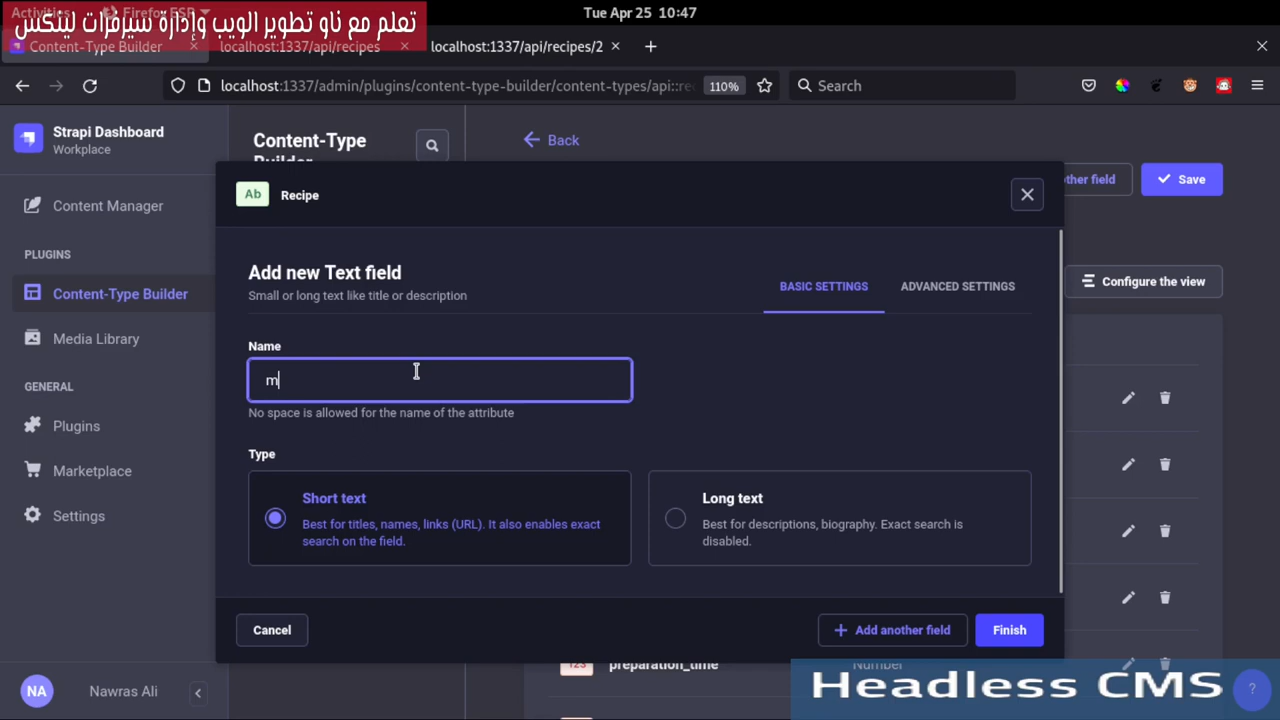 Tue Apr 25 10:47
تعلم مع ناو تطوير الويب وإدارة سيرفرات لينكس
Content-Type Builder
localhost:1337/api/recipes
localhost:1337/api/recipes/2
localhost:1337/admin/plugins/content-type-builder/content-types/api::rec
110%
Search
Strapi Dashboard
Workplace
Content Manager
PLUGINS
Content-Type Builder
Media Library
GENERAL
Plugins
Marketplace
Settings
NA
Nawras Ali
Content-Type
Builder
Back
ther field
Save
Configure the view
Ab
Recipe
Add new Text field
Small or long text like title or description
BASIC SETTINGS
ADVANCED SETTINGS
Name
m
No space is allowed for the name of the attribute
Type
Short text
Best for titles, names, links (URL). It also enables exact
search on the field.
Long text
Best for descriptions, biography. Exact search is
disabled.
Cancel
Add another field
Finish
123
preparation_time
Number
Headless CMS
?